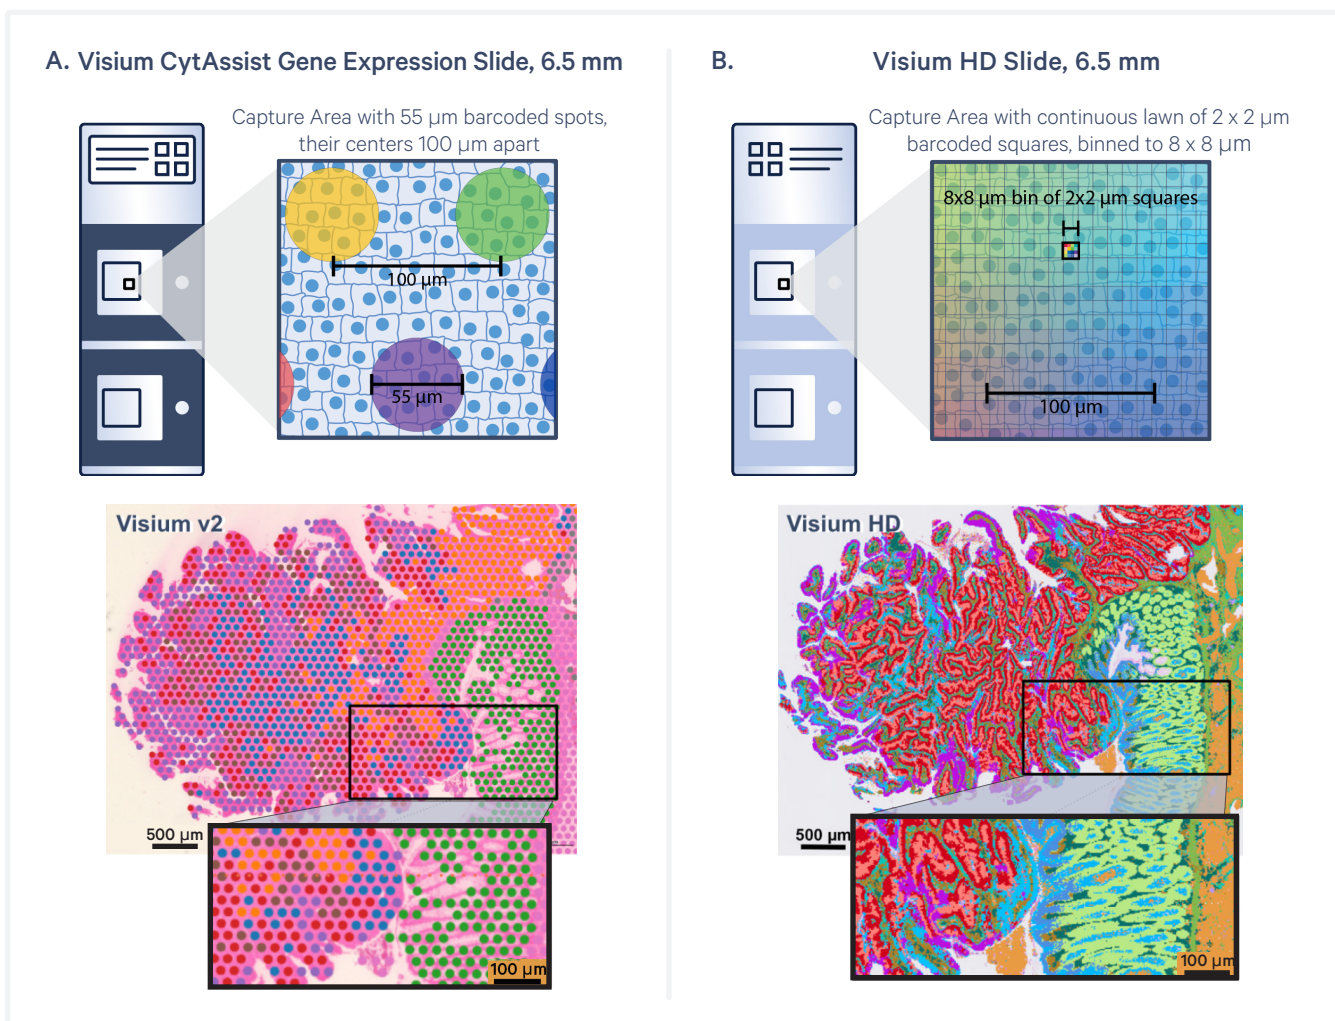 A. Visium CytAssist Gene Expression Slide, 6.5 mm
Capture Area with 55 µm barcoded spots,
their centers 100 µm apart
100 µm
55 µm
Visium v2
500 µm
100 µm
B. Visium HD Slide, 6.5 mm
Capture Area with continuous lawn of 2 x 2 µm
barcoded squares, binned to 8 x 8 µm
8x8 µm bin of 2x2 µm squares
100 µm
Visium HD
500 µm
100 µm